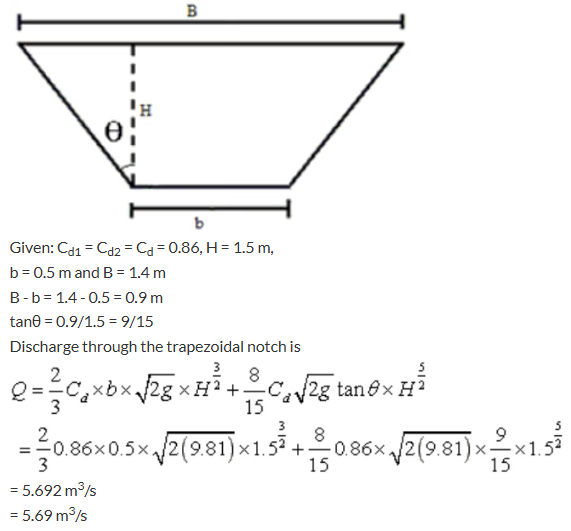 B
H
θ
b
Given: Cd1 = Cd2 = Cd = 0.86, H = 1.5 m,
b = 0.5 m and B = 1.4 m
B - b = 1.4 - 0.5 = 0.9 m
tanθ = 0.9/1.5 = 9/15
Discharge through the trapezoidal notch is
Q = 2/3 Cd × b × √2g × H^3/2 + 8/15 Cd √2g tan θ × H^5/2
= 2/3 0.86 × 0.5 × √2(9.81) × 1.5^3/2 + 8/15 0.86 × √2(9.81) × 9/15 × 1.5^5/2
= 5.692 m³/s
= 5.69 m³/s